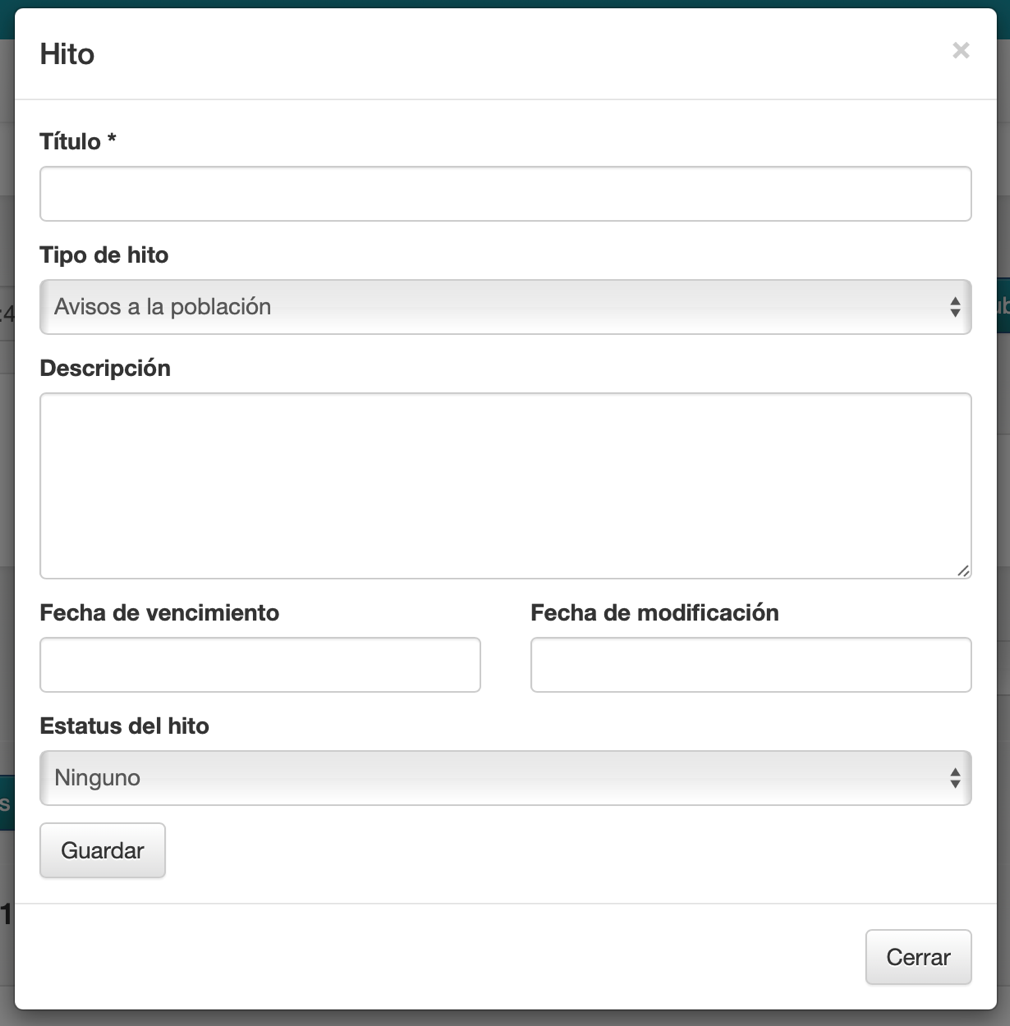 Hito
×
Título *
Tipo de hito
Avisos a la población
Descripción
Fecha de vencimiento Fecha de modificación
Estatus del hito
Ninguno
Guardar
Cerrar